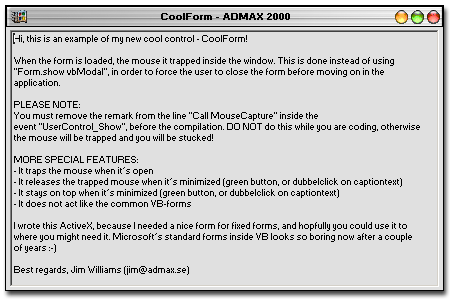 CoolForm - ADMAX 2000
Hi, this is an example of my new cool control - CoolForm!
When the form is loaded, the mouse it trapped inside the window. This is done instead of using
"Form.show vbModal", in order to force the user to close the form before moving on in the
application.
PLEASE NOTE:
You must remove the remark from the line "Call MouseCapture" inside the
event "UserControl_Show", before the compilation. DO NOT do this while you are coding, otherwise
the mouse will be trapped and you will be stucked!
MORE SPECIAL FEATURES:
- It traps the mouse when it´s open
- It releases the trapped mouse when it´s minimized (green button, or dubbelclick on captiontext)
- It stays on top when it´s minimized (green button, or dubbelclick on captiontext)
- It does not act like the common VB-forms
I wrote this ActiveX, because I needed a nice form for fixed forms, and hopfully you could use it to
where you might need it. Microsoft´s standard forms inside VB looks so boring now after a couple
of years :-)
Best regards, Jim Williams (jim@admax.se)